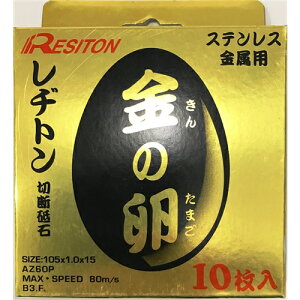 RESITON
ステンレス
金属用
レヂトン
切断砥石
金の卵
きん
たまご
SIZE:105x1.0x15
AZ60P
MAX・SPEED 80m/s
B3.F.
10枚入